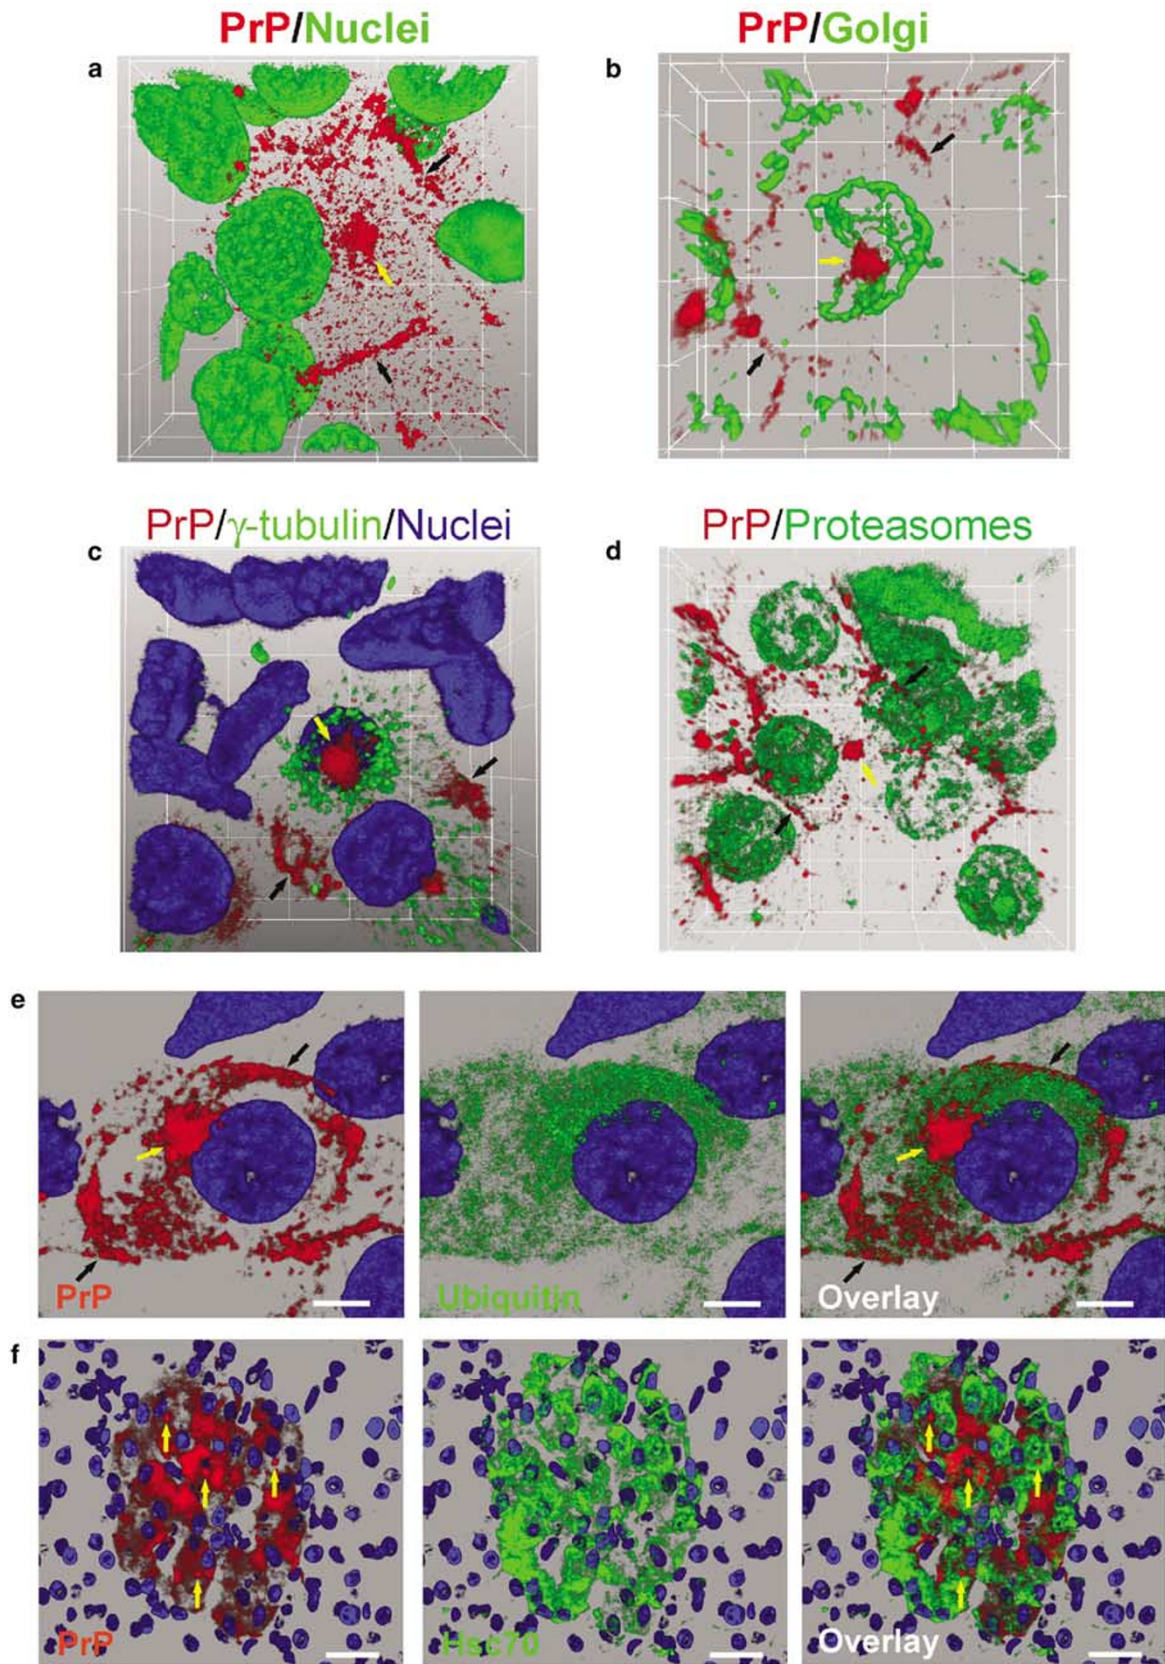 PrP/Nuclei
PrP/Golgi
a
b
PrP/γ-tubulin/Nuclei
PrP/Proteasomes
c
d
e
PrP
Ubiquitin
Overlay
f
PrP
Hsc70
Overlay